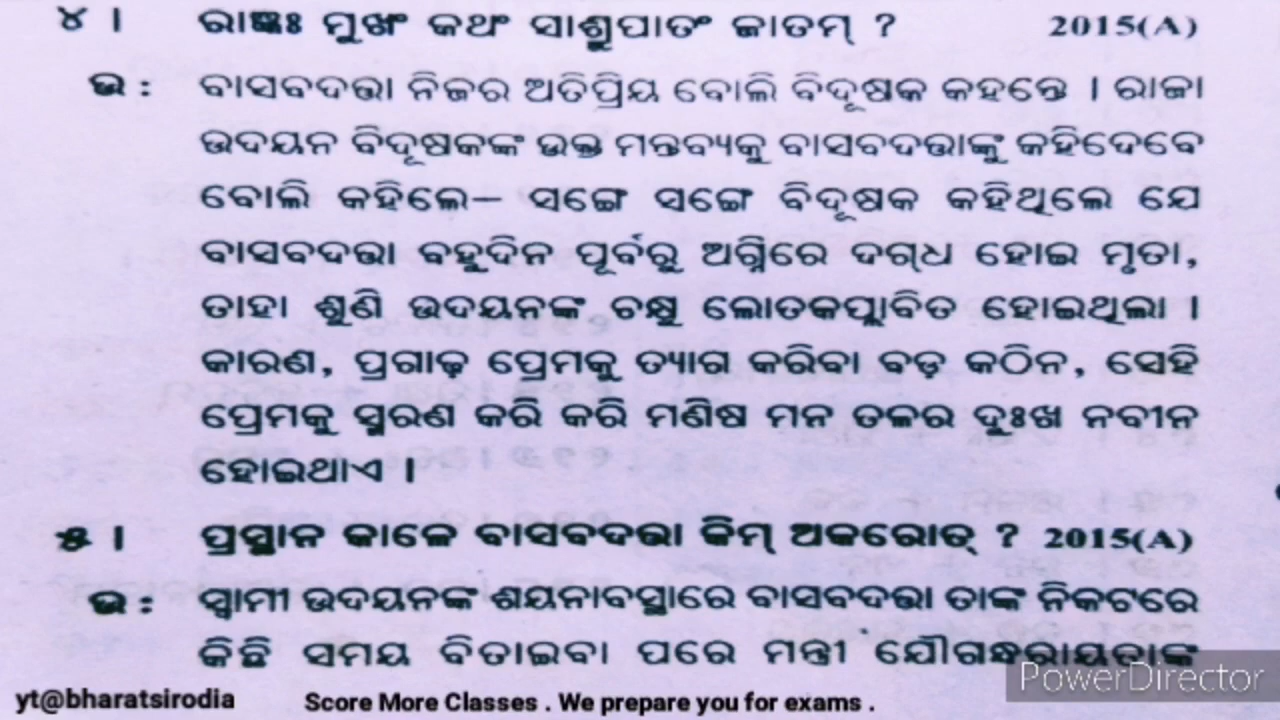 ୪ । ରାଜ୍ଞଃ ମୁଖଂ କଥଂ ସାଶ୍ରୁପାତଂ ଜାତମ୍ ? 2015(A)
ଉ : ବାସବଦତ୍ତା ନିଜର ଅତିପ୍ରିୟ ବୋଲି ବିଦୂଷକ କହନ୍ତେ । ରାଜା
ଉଦୟନ ବିଦୂଷକଙ୍କ ଉକ୍ତ ମନ୍ତବ୍ୟକୁ ବାସବଦତ୍ତାଙ୍କୁ କହିଦେବେ
ବୋଲି କହିଲେ– ସଙ୍ଗେ ସଙ୍ଗେ ବିଦୂଷକ କହିଥିଲେ ଯେ
ବାସବଦତ୍ତା ବହୁଦିନ ପୂର୍ବରୁ ଅଗ୍ନିରେ ଦଗ୍‌ଧ ହୋଇ ମୃତା,
ତାହା ଶୁଣି ଉଦୟନଙ୍କ ଚକ୍ଷୁ ଲୋତକପ୍ଲାବିତ ହୋଇଥିଲା ।
କାରଣ, ପ୍ରଗାଢ଼ ପ୍ରେମକୁ ତ୍ୟାଗ କରିବା ବଡ଼ କଠିନ, ସେହି
ପ୍ରେମକୁ ସ୍ମରଣ କରି କରି ମଣିଷ ମନ ତଳର ଦୁଃଖ ନବୀନ
ହୋଇଥାଏ ।
୫ । ପ୍ରସ୍ଥାନ କାଳେ ବାସବଦତ୍ତା କିମ୍ ଅକରୋତ୍ ? 2015(A)
ଉ : ସ୍ୱାମୀ ଉଦୟନଙ୍କ ଶୟନାବସ୍ଥାରେ ବାସବଦତ୍ତା ତାଙ୍କ ନିକଟରେ
କିଛି ସମୟ ବିତାଇବା ପରେ ମନ୍ତ୍ରୀ ଯୌଗନ୍ଧରାୟଣଙ୍କ
PowerDirector
yt@bharatsirodia Score More Classes . We prepare you for exams .